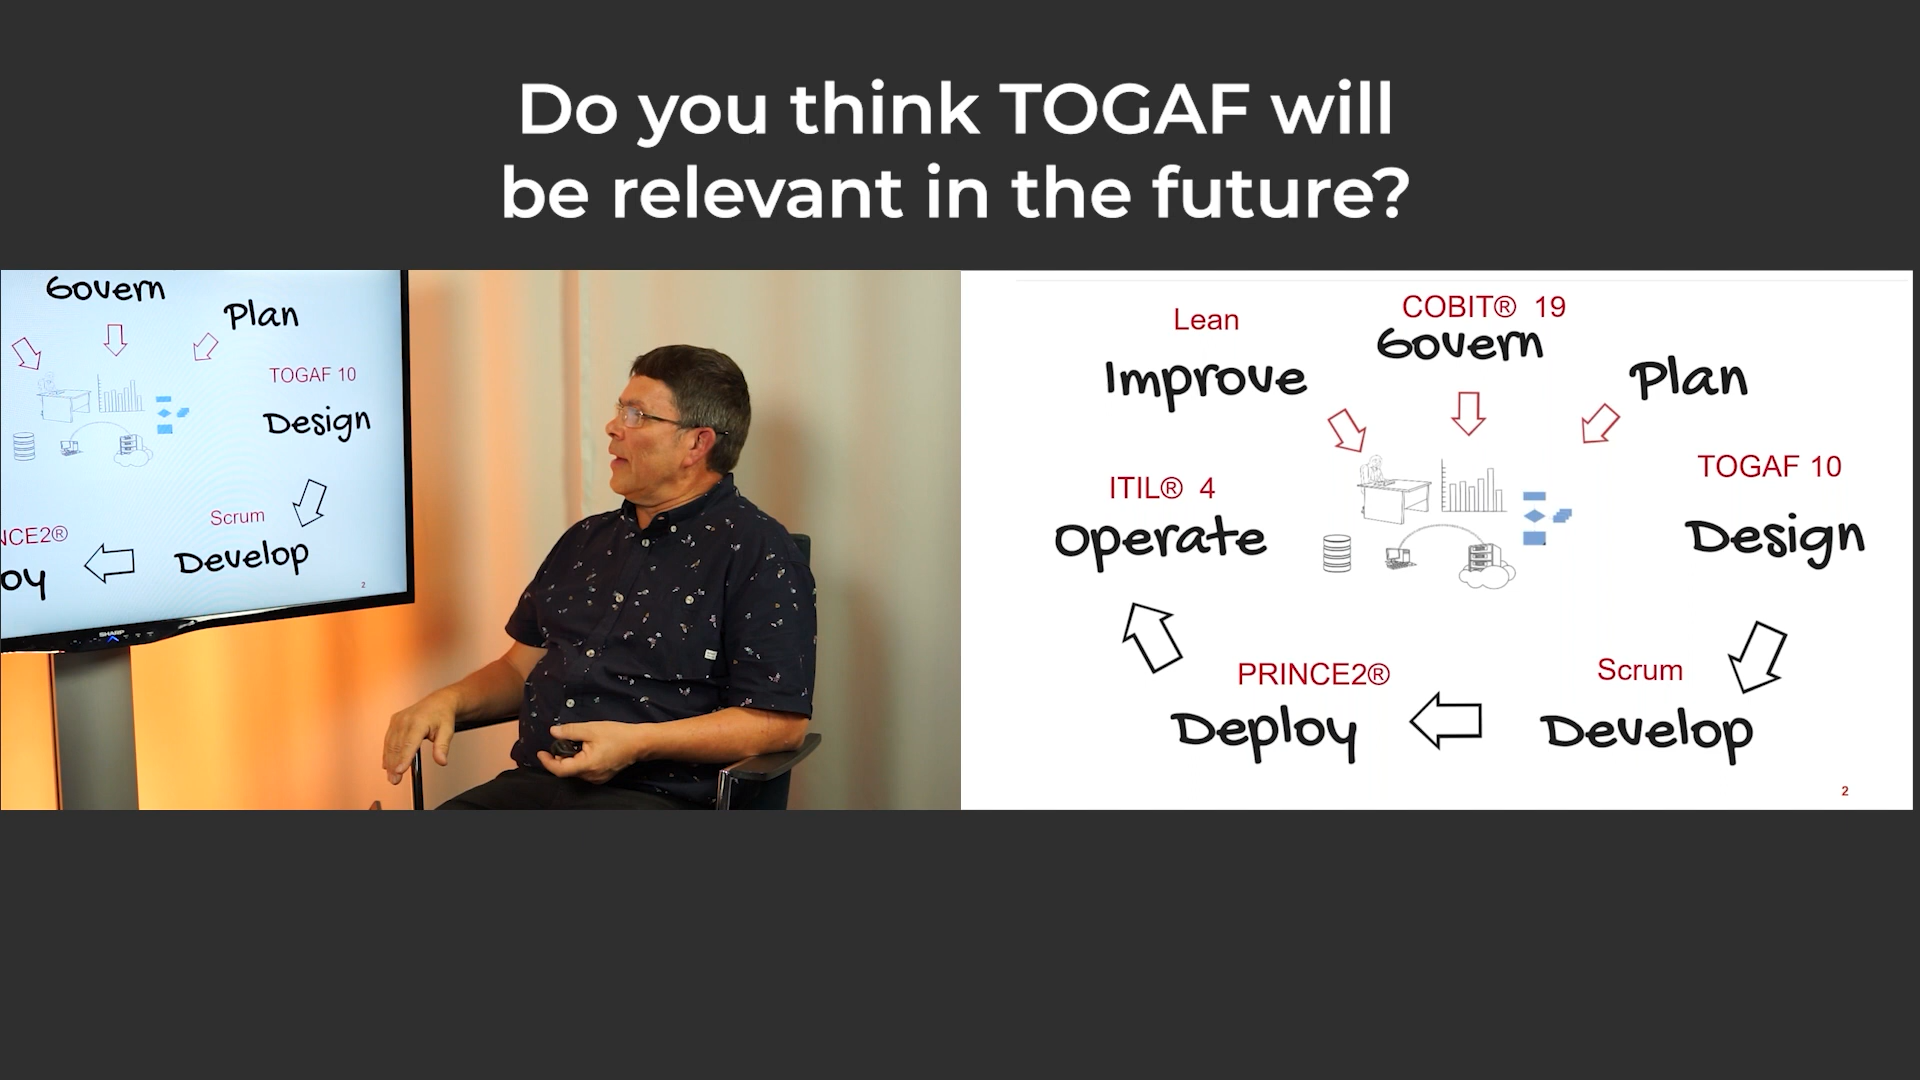 Do you think TOGAF will
be relevant in the future?
Govern
Plan
TOGAF 10
Design
Scrum
Develop
NCE2®
oy
2
SHARP
Lean
Improve
COBIT® 19
Govern
Plan
TOGAF 10
Design
ITIL® 4
Operate
Scrum
Develop
PRINCE2®
Deploy
2